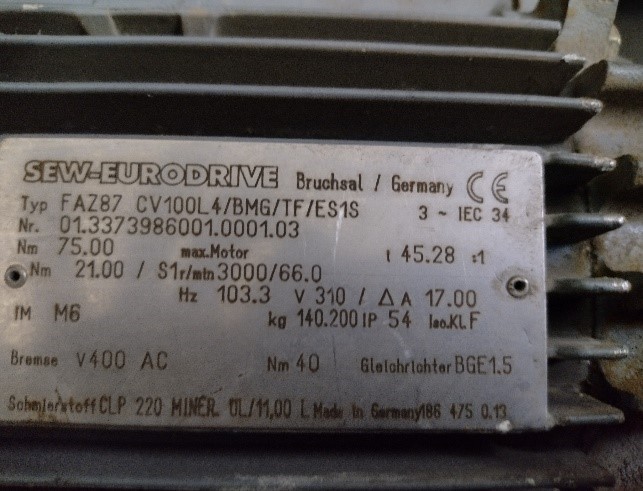 SEW-EURODRIVE Bruchsal / Germany CE
Typ FAZ87 CV100L4/BMG/TF/ES1S 3 ~ IEC 34
Nr. 01.3373986001.0001.03
Nm 75.00 max.Motor i 45.28 :1
Nm 21.00 / S1 r/min 3000/66.0
Hz 103.3 V 310 / Δ A 17.00
IM M6 kg 140.200 IP 54 Iso.Kl. F
Bremse V400 AC Nm 40 Gleichrichter BGE1.5
Schmierstoff CLP 220 MINER. ÖL/11,00 L Made in Germany 186 475 0.13